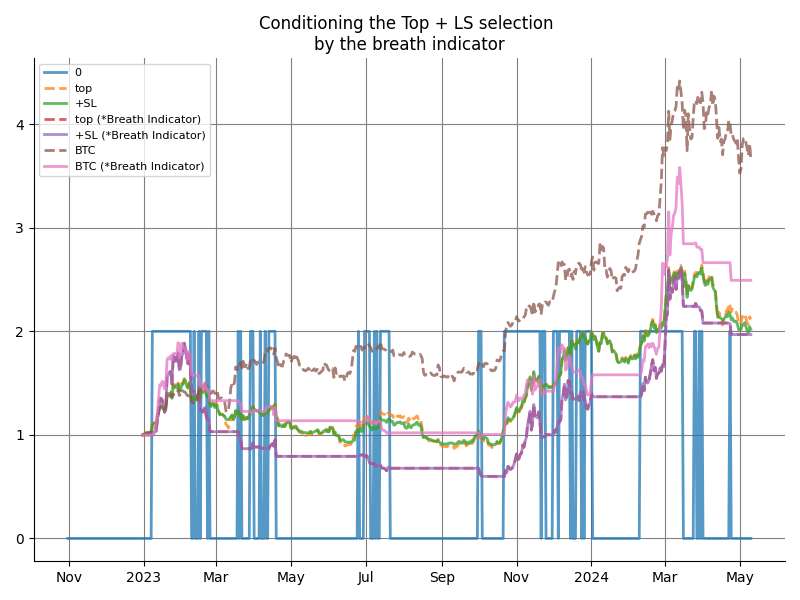 Conditioning the Top + LS selection
by the breath indicator
0
top
+SL
top (*Breath Indicator)
+SL (*Breath Indicator)
BTC
BTC (*Breath Indicator)
4
3
2
1
0
Nov 2023 Mar May Jul Sep Nov 2024 Mar May